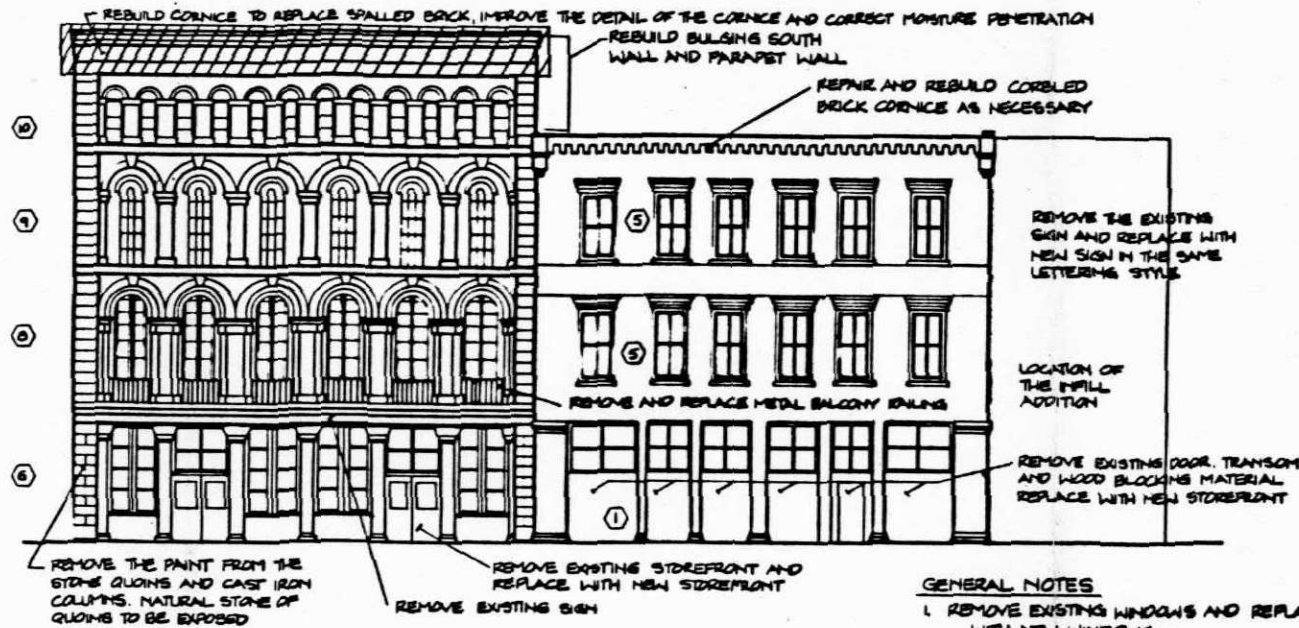 REBUILD CORNICE TO REPLACE SPALLED BRICK, IMPROVE THE DETAIL OF THE CORNICE AND CORRECT MOISTURE PENETRATION
REBUILD BULGING SOUTH
WALL AND PARAPET WALL
REPAIR AND REBUILD CORBLED
BRICK CORNICE AS NECESSARY
10
9
5
REMOVE THE EXISTING
SIGN AND REPLACE WITH
NEW SIGN IN THE SAME
LETTERING STYLE
8
5
LOCATION OF
THE INFILL
ADDITION
REMOVE AND REPLACE METAL BALCONY RAILING
6
1
REMOVE EXISTING DOOR, TRANSOM
AND WOOD BLOCKING MATERIAL
REPLACE WITH NEW STOREFRONT
REMOVE THE PAINT FROM THE
STONE QUOINS AND CAST IRON
COLUMNS. NATURAL STONE OF
QUOINS TO BE EXPOSED
REMOVE EXISTING SIGN
REMOVE EXISTING STOREFRONT AND
REPLACE WITH NEW STOREFRONT
GENERAL NOTES
1. REMOVE EXISTING WINDOWS AND REPLA